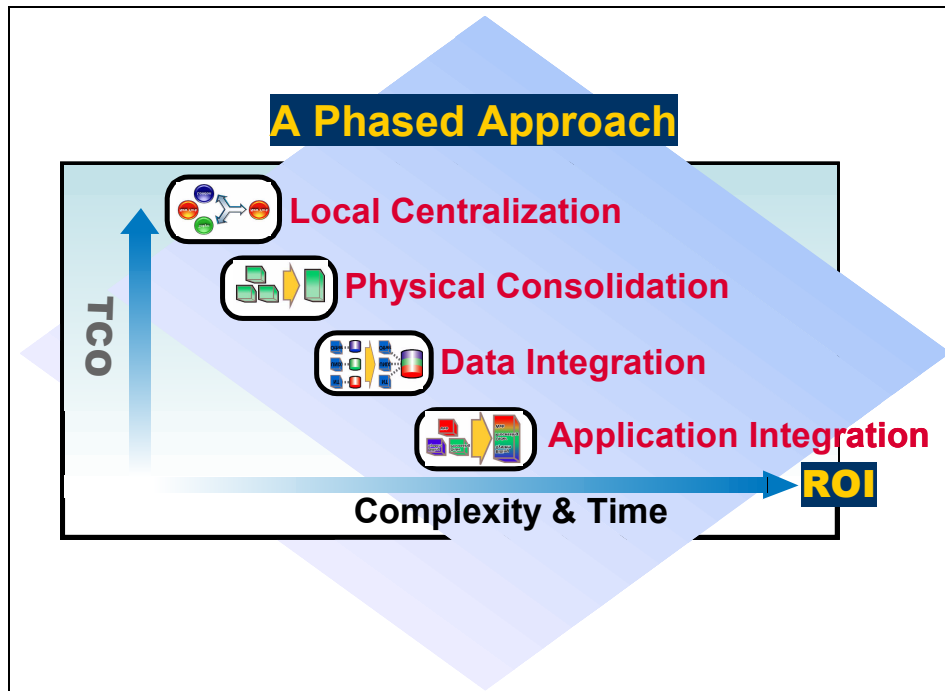 A Phased Approach
Local Centralization
Physical Consolidation
TCO
Data Integration
Application Integration
ROI
Complexity & Time